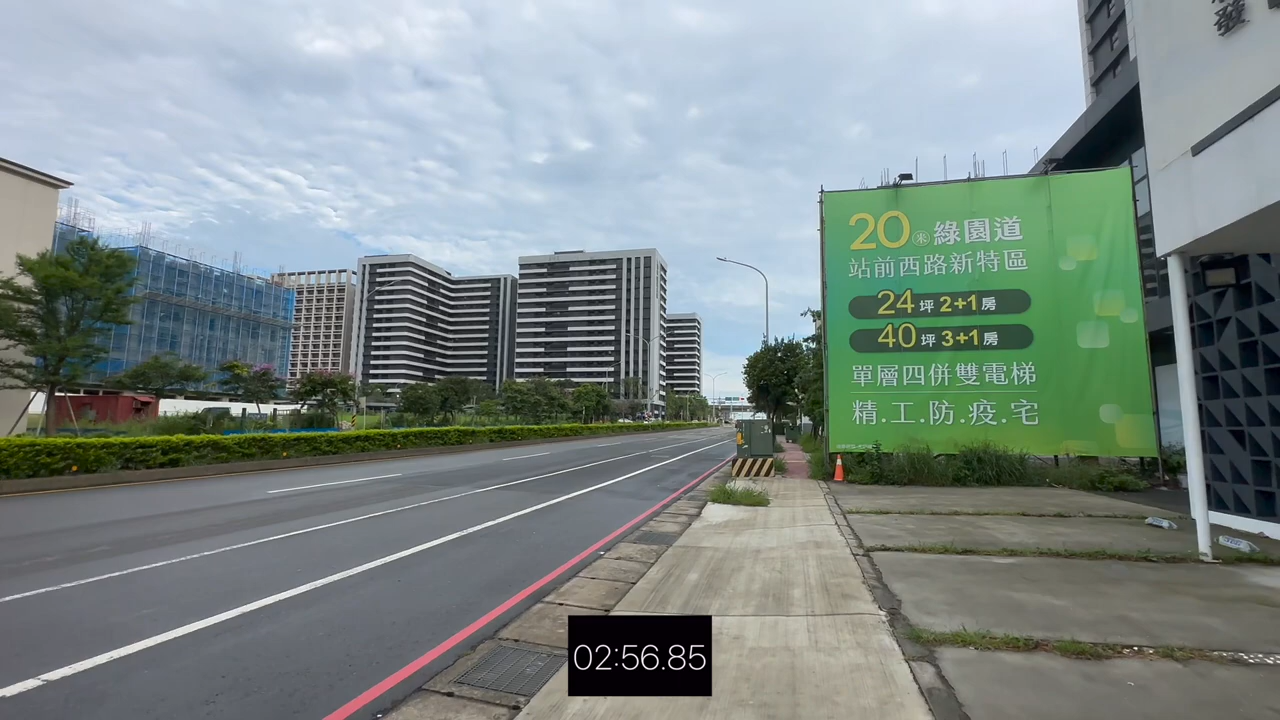 發
20米綠園道
站前西路新特區
24坪 2+1房
40坪 3+1房
單層四併雙電梯
精.工.防.疫.宅
02:56.85